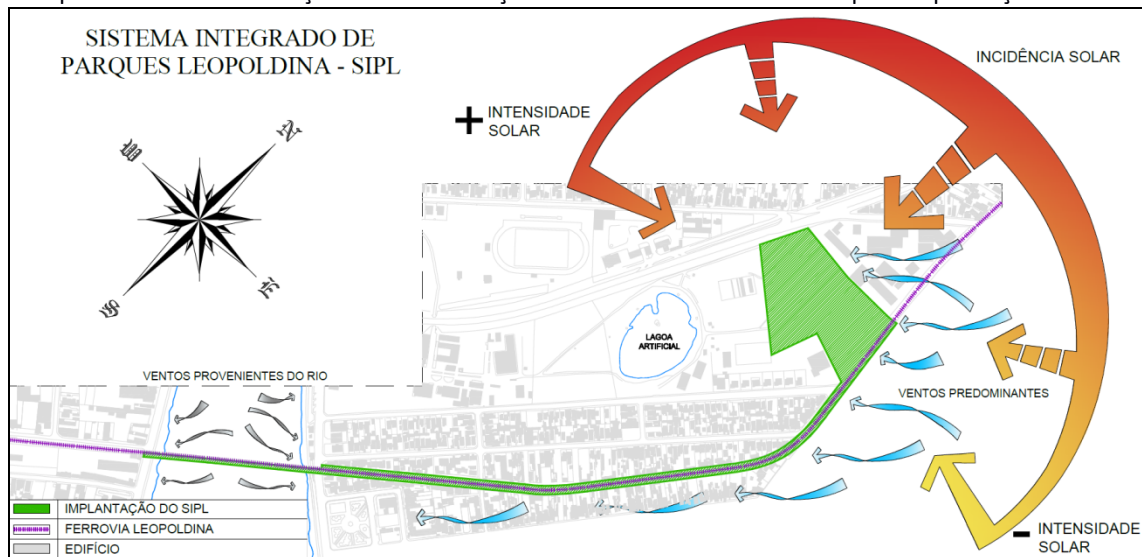 SISTEMA INTEGRADO DE
PARQUES LEOPOLDINA - SIPL
INCIDÊNCIA SOLAR
+ INTENSIDADE
SOLAR
N
W
E
S
LAGOA
ARTIFICIAL
VENTOS PROVENIENTES DO RIO
VENTOS PREDOMINANTES
IMPLANTAÇÃO DO SIPL
FERROVIA LEOPOLDINA
EDIFÍCIO
- INTENSIDADE
SOLAR